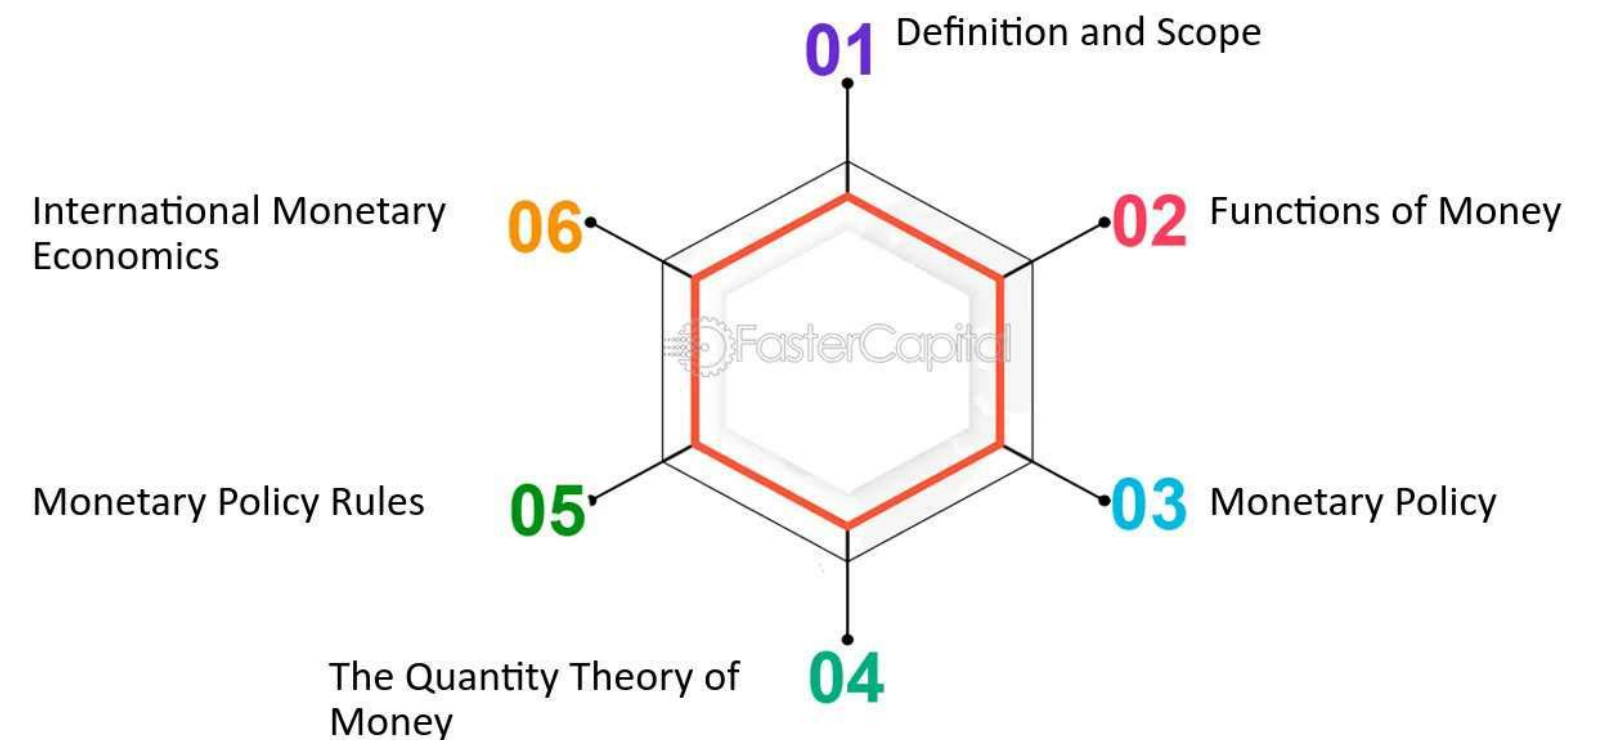 01
Definition and Scope
02
Functions of Money
03
Monetary Policy
04
The Quantity Theory of
Money
05
Monetary Policy Rules
06
International Monetary
Economics
FasterCapital